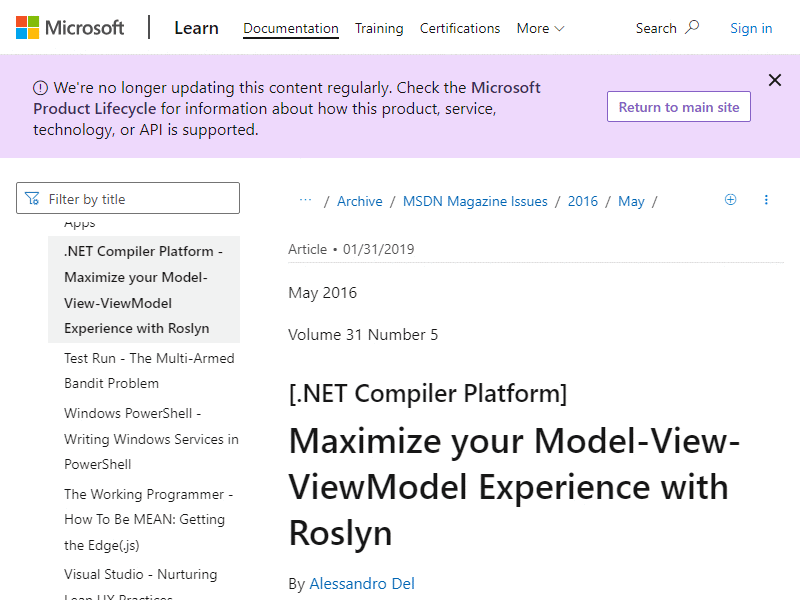 Microsoft
Learn
Documentation
Training
Certifications
More
Search
Sign in
We're no longer updating this content regularly. Check the Microsoft
Product Lifecycle for information about how this product, service,
technology, or API is supported.
Return to main site
Filter by title
Apps
.NET Compiler Platform -
Maximize your Model-
View-ViewModel
Experience with Roslyn
Test Run - The Multi-Armed
Bandit Problem
Windows PowerShell -
Writing Windows Services in
PowerShell
The Working Programmer -
How To Be MEAN: Getting
the Edge(.js)
Visual Studio - Nurturing
Lean UX Practices
··· / Archive / MSDN Magazine Issues / 2016 / May /
Article • 01/31/2019
May 2016
Volume 31 Number 5
[.NET Compiler Platform]
Maximize your Model-View-
ViewModel Experience with
Roslyn
By Alessandro Del